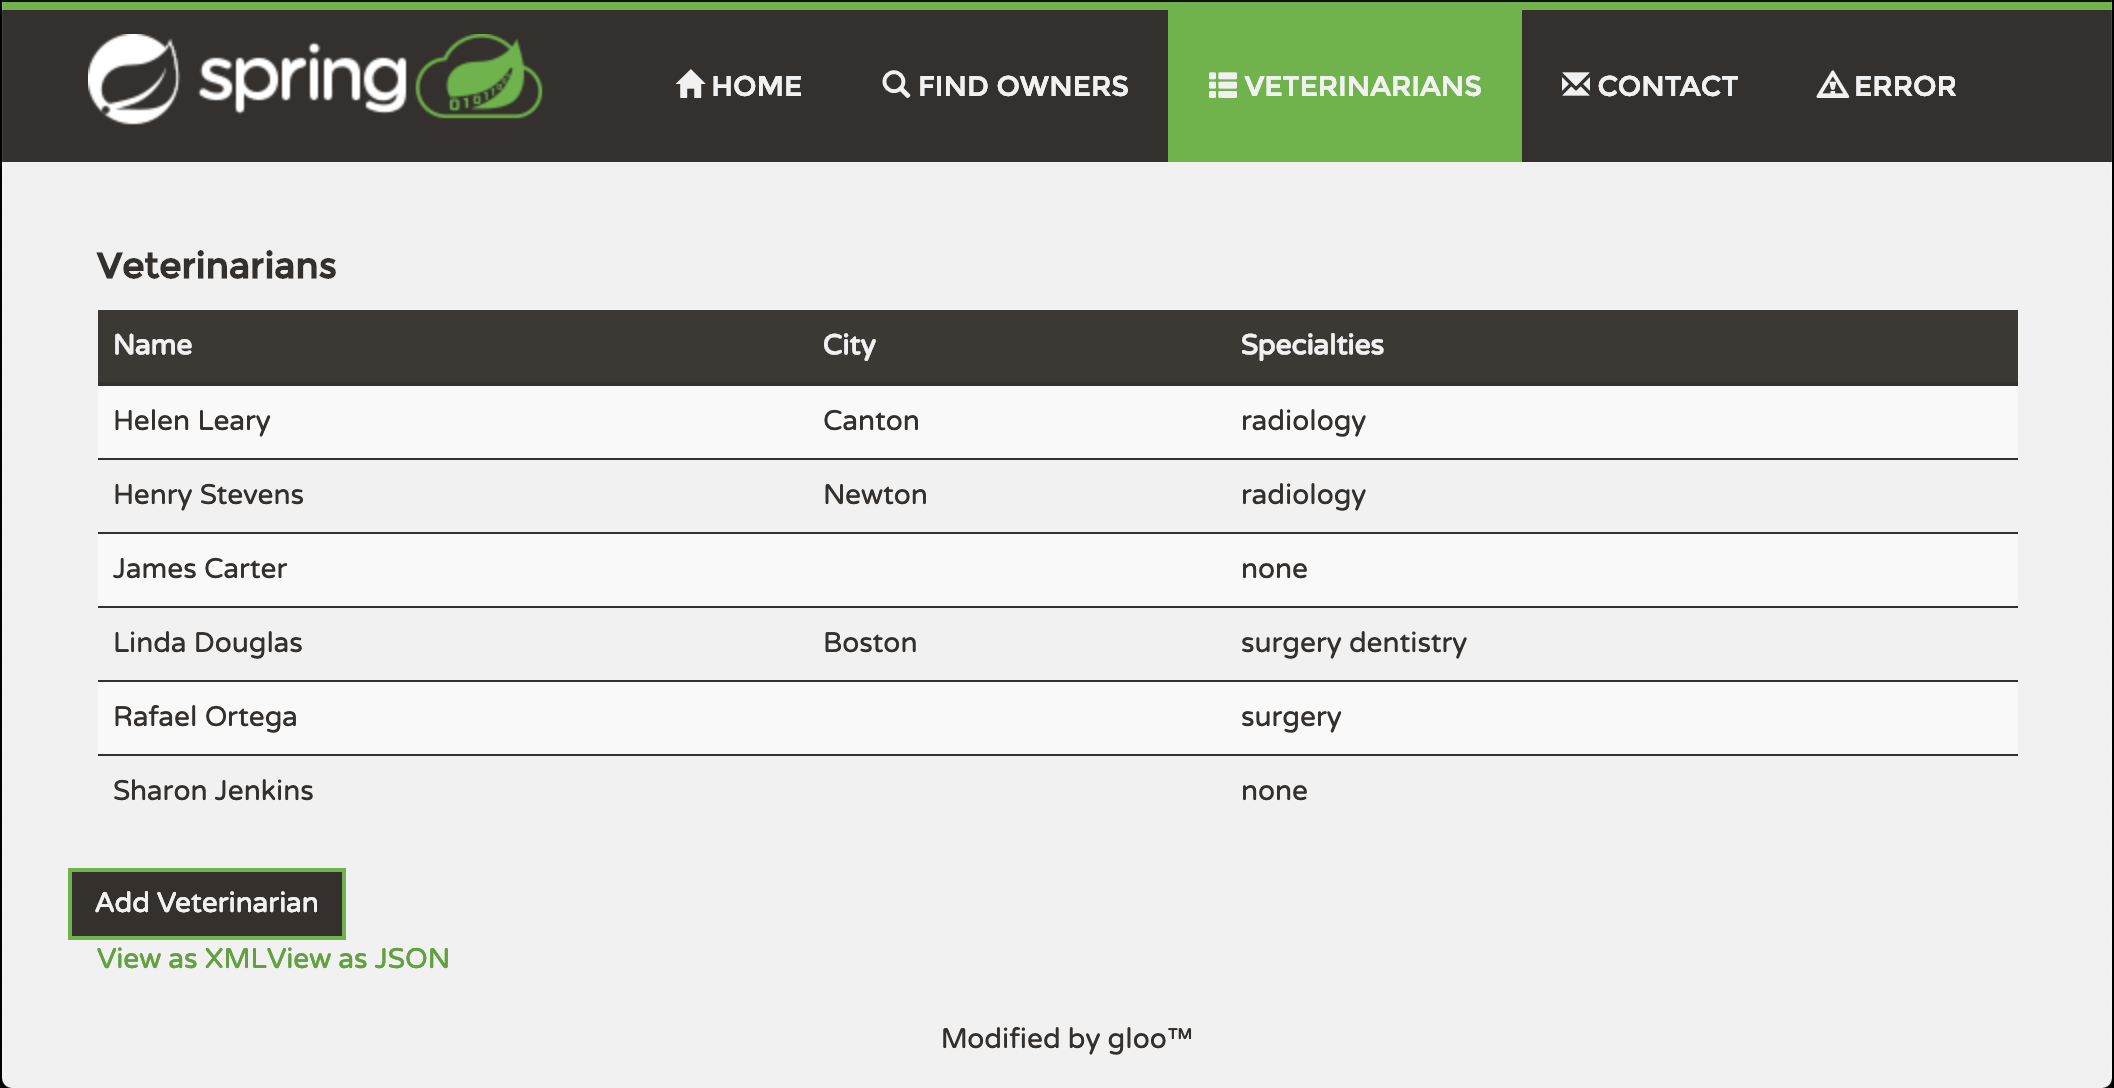 spring 010110 HOME FIND OWNERS VETERINARIANS CONTACT ERROR
Veterinarians
Name City Specialties
Helen Leary Canton radiology
Henry Stevens Newton radiology
James Carter none
Linda Douglas Boston surgery dentistry
Rafael Ortega surgery
Sharon Jenkins none
Add Veterinarian
View as XMLView as JSON
Modified by gloo™